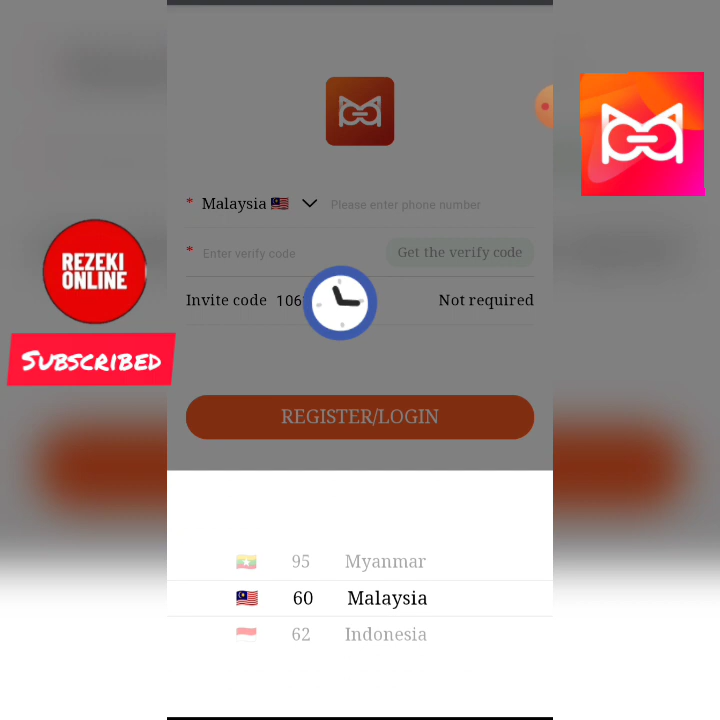 * Malaysia 🇲🇾 Please enter phone number
* Enter verify code Get the verify code
Invite code 106 Not required
REZEKI
ONLINE
SUBSCRIBED
REGISTER/LOGIN
95 Myanmar
60 Malaysia
62 Indonesia